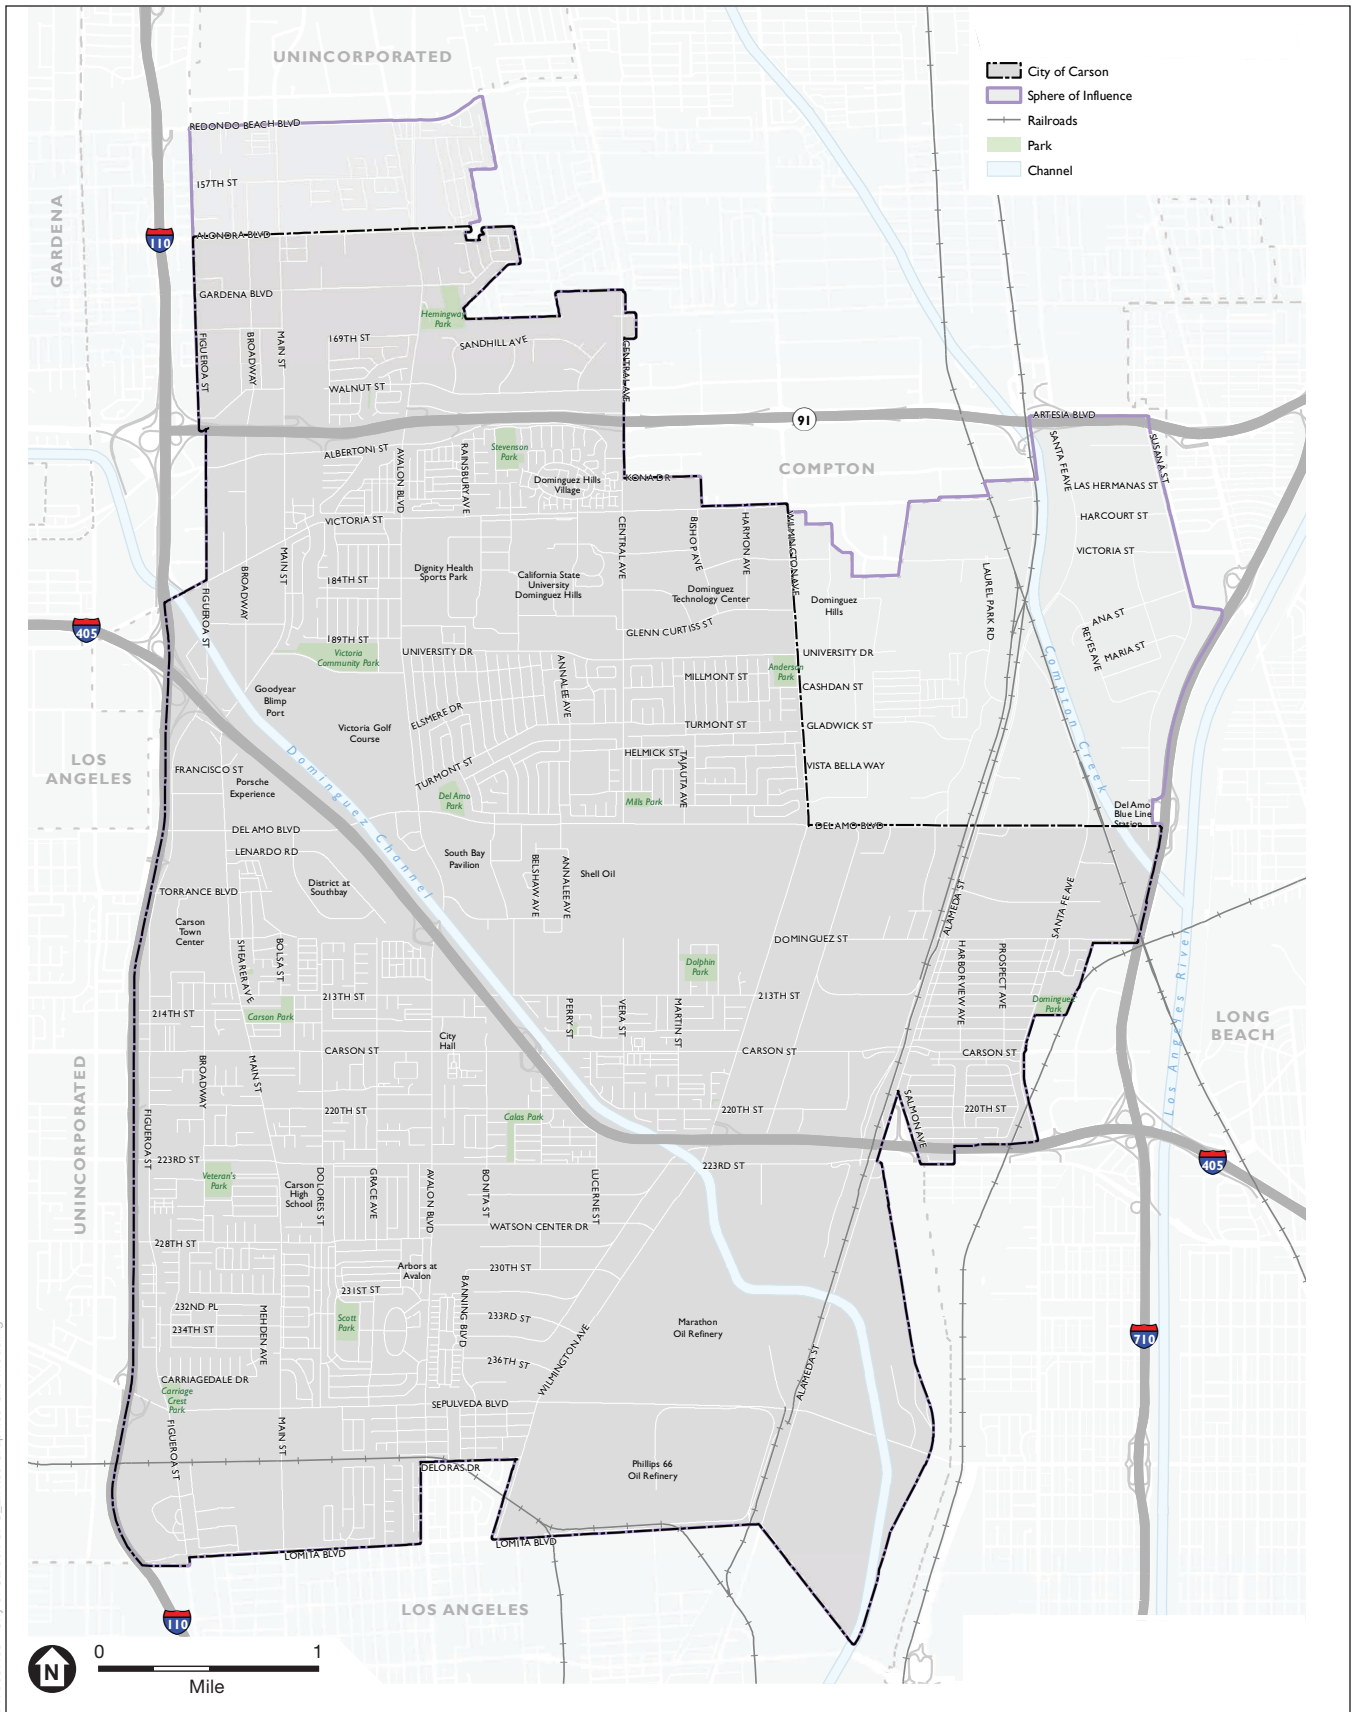 UNINCORPORATED
City of Carson
Sphere of Influence
Railroads
Park
Channel
REDONDO BEACH BLVD
157TH ST
GARDENA
110
ALONDRA BLVD
GARDENA BLVD
Hemingway
Park
FIGUEROA ST
BROADWAY
MAIN ST
169TH ST
SANDHILL AVE
CENTRAL AVE
WALNUT ST
91
ARTESIA BLVD
ALBERTONI ST
AVALON BLVD
RAINSBURY AVE
Stevenson
Park
Dominguez Hills
Village
KONA DR
COMPTON
SANTA FE AVE
SUSANA ST
LAS HERMANAS ST
HARCOURT ST
VICTORIA ST
VICTORIA ST
CENTRAL AVE
BISHOP AVE
HARMON AVE
WILMINGTON AVE
MAIN ST
BROADWAY
184TH ST
Dignity Health
Sports Park
California State
University
Dominguez Hills
Dominguez
Technology Center
Dominguez
Hills
LAUREL PARK RD
FIGUEROA ST
405
GLENN CURTISS ST
ANA ST
REYES AVE
MARIA ST
189TH ST
Victoria
Community Park
UNIVERSITY DR
UNIVERSITY DR
ANNALEE AVE
MILLMONT ST
Anderson
Park
CASHDAN ST
Compton Creek
Goodyear
Blimp
Port
Victoria Golf
Course
ELSMERE DR
TURMONT ST
GLADWICK ST
LOS
ANGELES
Dominguez Channel
HELMICK ST
TAJAUTA AVE
VISTA BELLA WAY
FRANCISCO ST
Porsche
Experience
TURMONT ST
Del Amo
Park
Mills Park
Del Amo
Blue Line
Station
DEL AMO BLVD
DEL AMO BLVD
LENARDO RD
South Bay
Pavilion
BELSHAW AVE
ANNALEE AVE
Shell Oil
TORRANCE BLVD
District at
Southbay
ALAMEDA ST
SANTA FE AVE
Carson
Town
Center
SHEARER AVE
BOLSA ST
DOMINGUEZ ST
HARBOR VIEW AVE
PROSPECT AVE
Dolphin
Park
213TH ST
213TH ST
Dominguez
Park
Los Angeles River
LONG
BEACH
214TH ST
Carson Park
PERRY ST
VERA ST
MARTIN ST
City
Hall
CARSON ST
CARSON ST
CARSON ST
BROADWAY
MAIN ST
UNINCORPORATED
FIGUEROA ST
220TH ST
Calas Park
220TH ST
SALMON AVE
220TH ST
223RD ST
223RD ST
405
Veteran's
Park
Carson
High
School
DOLORES ST
GRACE AVE
AVALON BLVD
BONITA ST
LUCERNE ST
WATSON CENTER DR
228TH ST
Arbors at
Avalon
230TH ST
231ST ST
BANNING BLVD
232ND PL
234TH ST
MEHDEN AVE
Scott
Park
233RD ST
Marathon
Oil Refinery
710
WILMINGTON AVE
236TH ST
ALAMEDA ST
CARRIAGEDALE DR
Carriage
Crest
Park
SEPULVEDA BLVD
FIGUEROA ST
MAIN ST
DELORAS DR
Phillips 66
Oil Refinery
LOMITA BLVD
LOMITA BLVD
LOS ANGELES
110
N
0 1
Mile